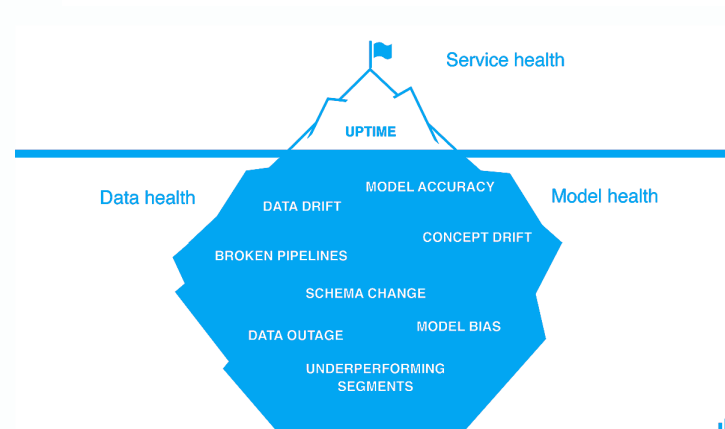 Service health
UPTIME
Data health
Model health
MODEL ACCURACY
DATA DRIFT
CONCEPT DRIFT
BROKEN PIPELINES
SCHEMA CHANGE
MODEL BIAS
DATA OUTAGE
UNDERPERFORMING
SEGMENTS